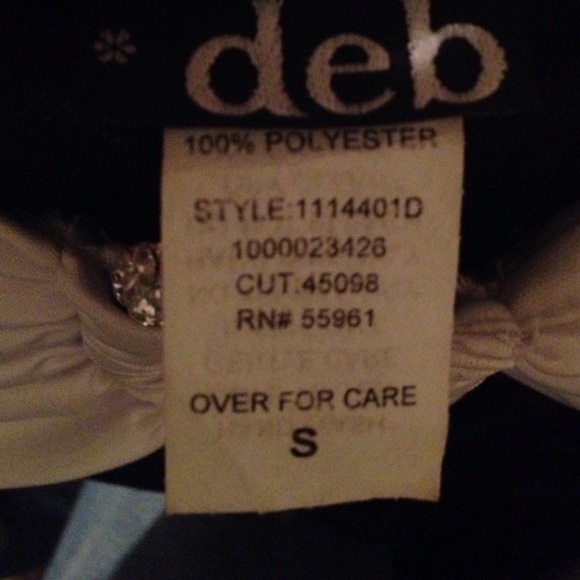 * deb
100% POLYESTER
STYLE:1114401D
1000023426
CUT:45098
RN# 55961
OVER FOR CARE
S